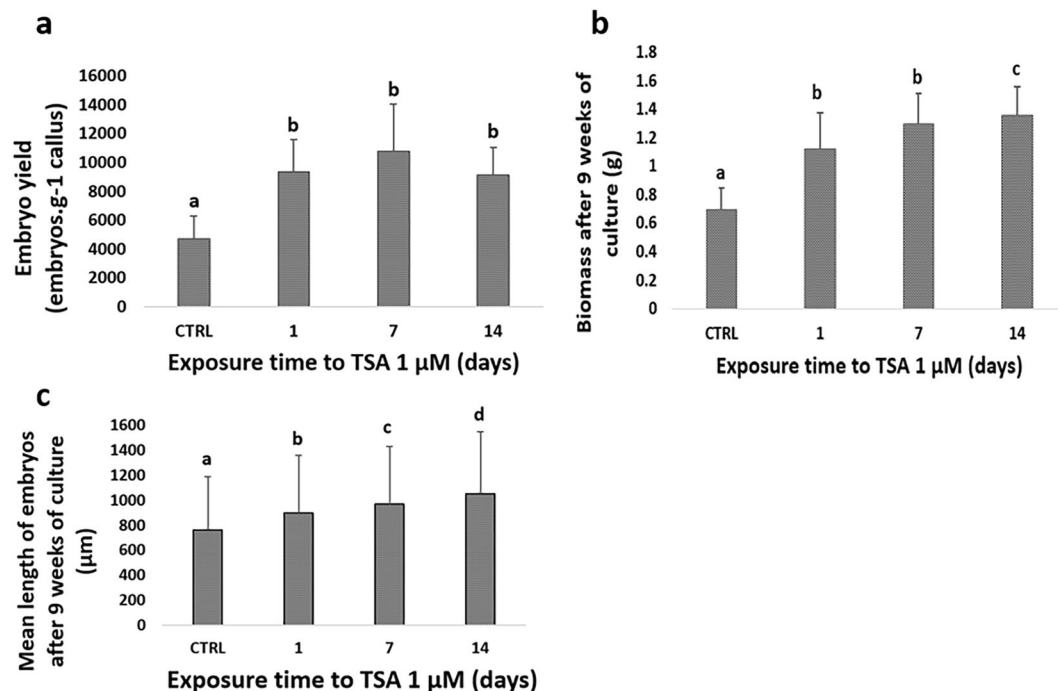 a
Embryo yield
(embryos.g-1 callus)
16000
14000
12000
10000
8000
6000
4000
2000
0
a
b
b
b
CTRL 1 7 14
Exposure time to TSA 1 µM (days)
b
Biomass after 9 weeks of
culture (g)
1.8
1.6
1.4
1.2
1
0.8
0.6
0.4
0.2
0
a
b
b
c
CTRL 1 7 14
Exposure time to TSA 1 µM (days)
c
Mean length of embryos
after 9 weeks of culture
(µm)
1600
1400
1200
1000
800
600
400
200
0
a
b
c
d
CTRL 1 7 14
Exposure time to TSA 1 µM (days)